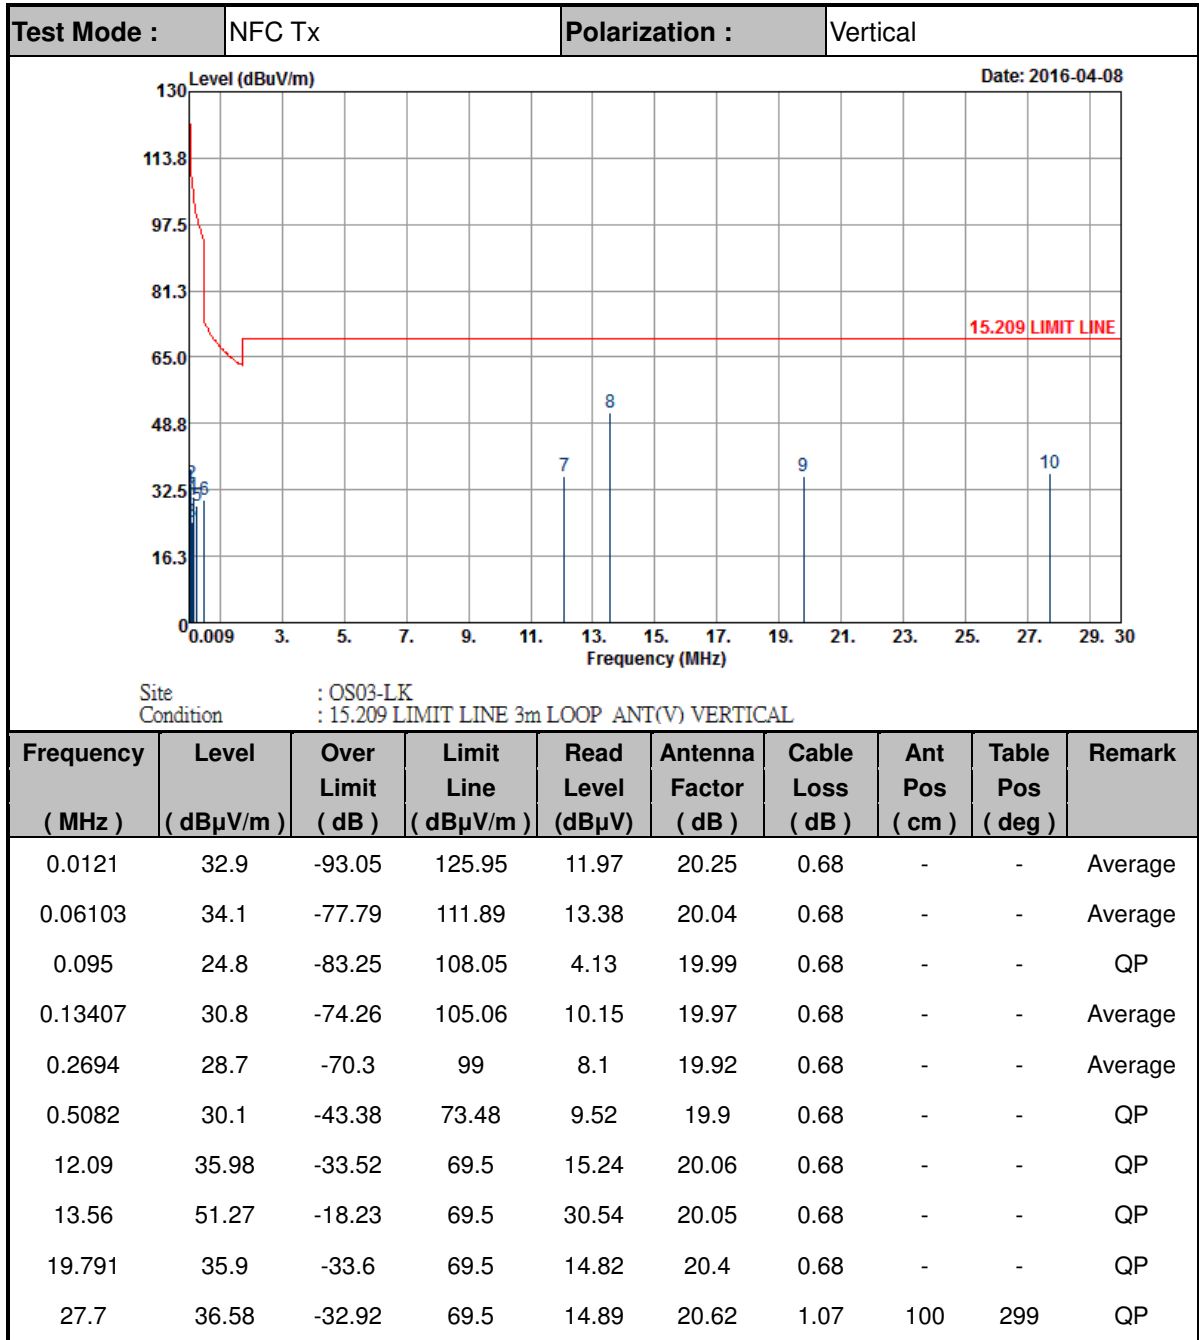 Test Mode : NFC Tx Polarization : Vertical
Level (dBuV/m) Date: 2016-04-08
130
113.8
97.5
81.3
15.209 LIMIT LINE
65.0
8
48.8
7 9 10
2
6
5
32.5
16.3
0
0.009 3. 5. 7. 9. 11. 13. 15. 17. 19. 21. 23. 25. 27. 29. 30
Frequency (MHz)
Site : OS03-LK
Condition : 15.209 LIMIT LINE 3m LOOP ANT(V) VERTICAL
Frequency Level Over Limit Read Antenna Cable Ant Table Remark
Limit Line Level Factor Loss Pos Pos
( MHz ) ( dBµV/m ) ( dB ) ( dBµV/m ) (dBµV) ( dB ) ( dB ) ( cm ) ( deg )
0.0121 32.9 -93.05 125.95 11.97 20.25 0.68 - - Average
0.06103 34.1 -77.79 111.89 13.38 20.04 0.68 - - Average
0.095 24.8 -83.25 108.05 4.13 19.99 0.68 - - QP
0.13407 30.8 -74.26 105.06 10.15 19.97 0.68 - - Average
0.2694 28.7 -70.3 99 8.1 19.92 0.68 - - Average
0.5082 30.1 -43.38 73.48 9.52 19.9 0.68 - - QP
12.09 35.98 -33.52 69.5 15.24 20.06 0.68 - - QP
13.56 51.27 -18.23 69.5 30.54 20.05 0.68 - - QP
19.791 35.9 -33.6 69.5 14.82 20.4 0.68 - - QP
27.7 36.58 -32.92 69.5 14.89 20.62 1.07 100 299 QP